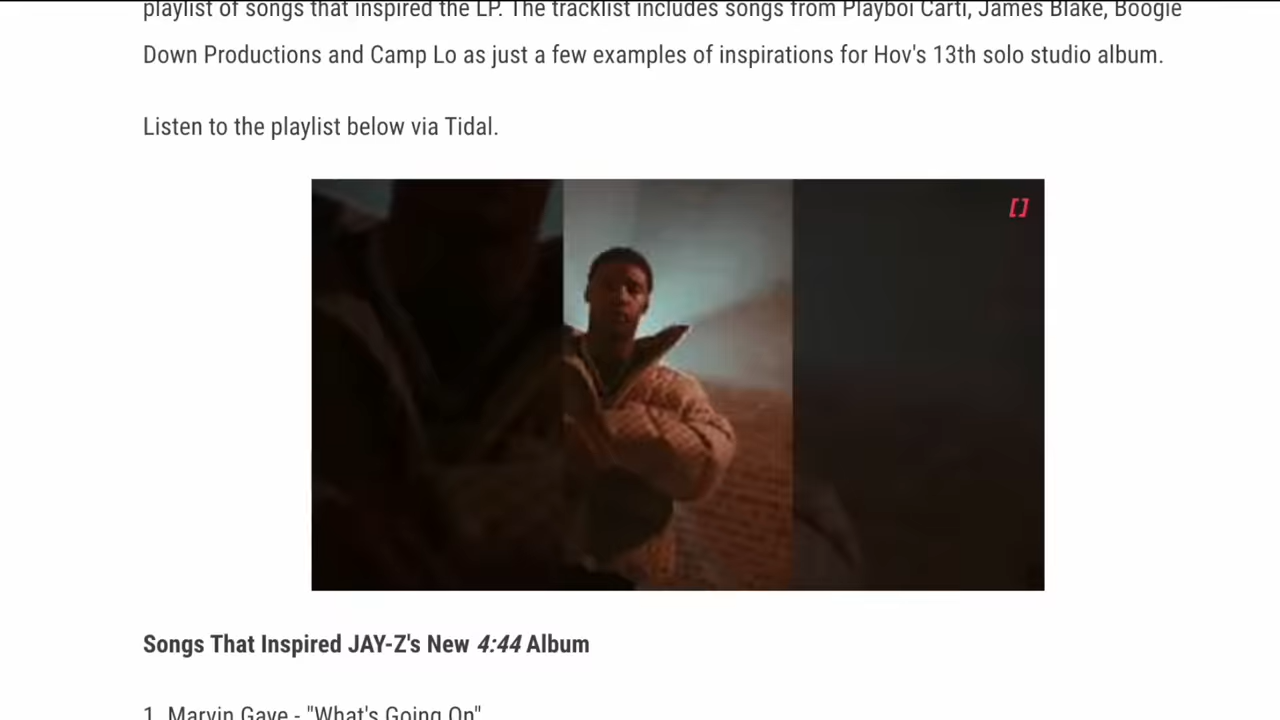 playlist of songs that inspired the LP. The tracklist includes songs from Playboi Carti, James Blake, Boogie
Down Productions and Camp Lo as just a few examples of inspirations for Hov's 13th solo studio album.
Listen to the playlist below via Tidal.
[ ]
Songs That Inspired JAY-Z's New 4:44 Album
1. Marvin Gaye - "What's Going On"